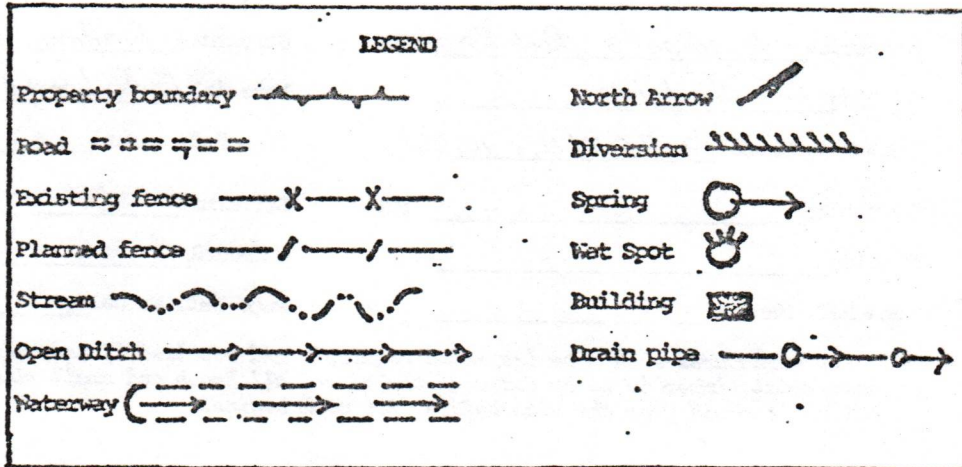 LEGEND
Property boundary
North Arrow
Road
Diversion
Existing fence
Spring
Planned fence
Wet Spot
Stream
Building
Open Ditch
Drain pipe
Waterway